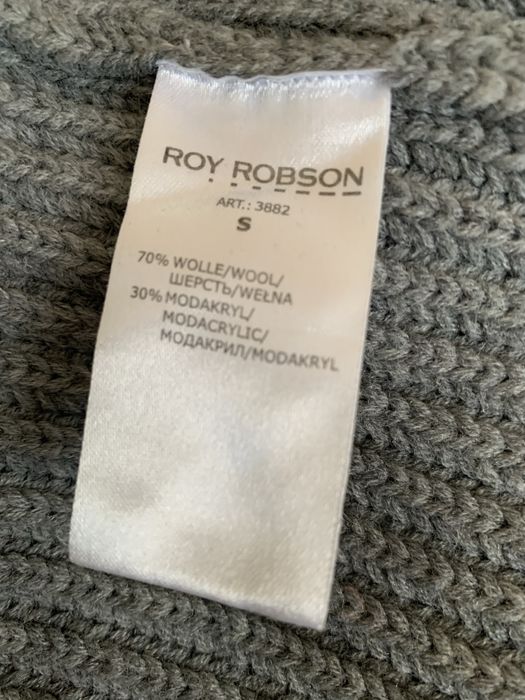 ROY ROBSON
ART.: 3882
S
70% WOLLE/WOOL/
ШЕРСТЬ/WEŁNA
30% MODAKRYL/
MODACRYLIC/
МОДАКРИЛ/MODAKRYL